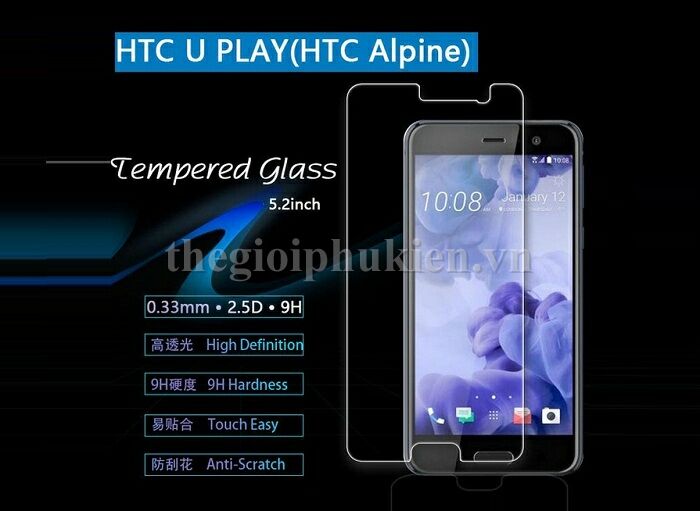 HTC U PLAY(HTC Alpine)
Tempered Glass
5.2inch
thegioiphukien.vn
0.33mm • 2.5D • 9H
高透光 High Definition
9H硬度 9H Hardness
易贴合 Touch Easy
防刮花 Anti-Scratch
10:08
10:08
January 12